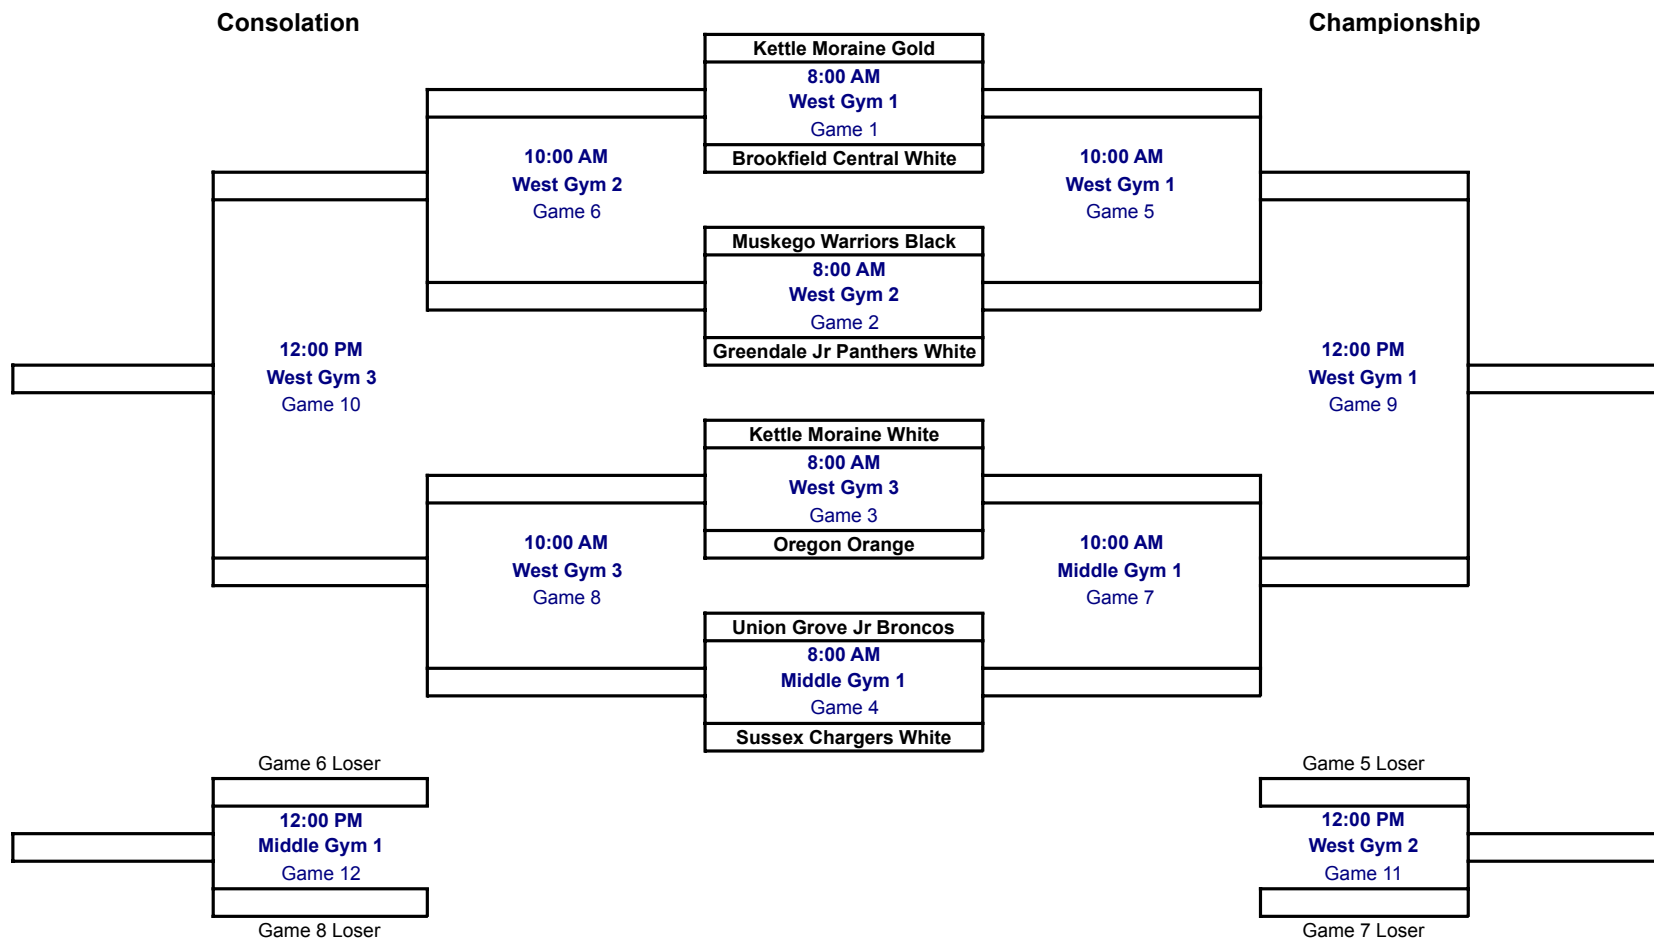 Consolation
Championship
Kettle Moraine Gold
8:00 AM
West Gym 1
Game 1
Brookfield Central White
10:00 AM
West Gym 2
Game 6
10:00 AM
West Gym 1
Game 5
Muskego Warriors Black
8:00 AM
West Gym 2
Game 2
Greendale Jr Panthers White
12:00 PM
West Gym 3
Game 10
12:00 PM
West Gym 1
Game 9
Kettle Moraine White
8:00 AM
West Gym 3
Game 3
Oregon Orange
10:00 AM
West Gym 3
Game 8
10:00 AM
Middle Gym 1
Game 7
Union Grove Jr Broncos
8:00 AM
Middle Gym 1
Game 4
Sussex Chargers White
Game 6 Loser
12:00 PM
Middle Gym 1
Game 12
Game 8 Loser
Game 5 Loser
12:00 PM
West Gym 2
Game 11
Game 7 Loser